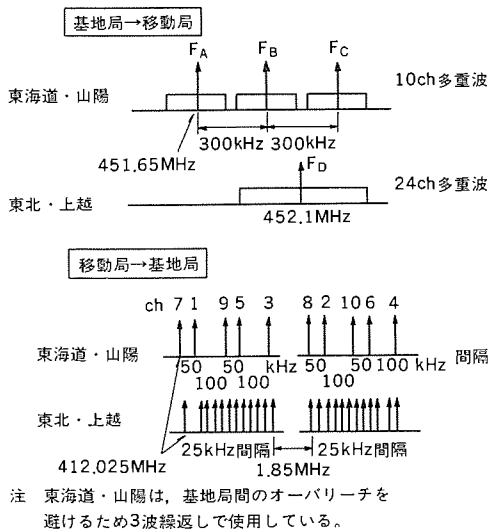 基地局→移動局
FA FB FC
東海道・山陽 10ch多重波
300kHz 300kHz
451.65MHz
FD
24ch多重波
東北・上越
452.1MHz
移動局→基地局
ch 7 1 9 5 3 8 2 10 6 4
東海道・山陽 50 50 kHz 50 50 100 kHz 間隔
100 100 100
東北・上越
25kHz間隔 25kHz間隔
412.025MHz 1.85MHz
注 東海道・山陽は，基地局間のオーバリーチを
避けるため3波繰返しで使用している。